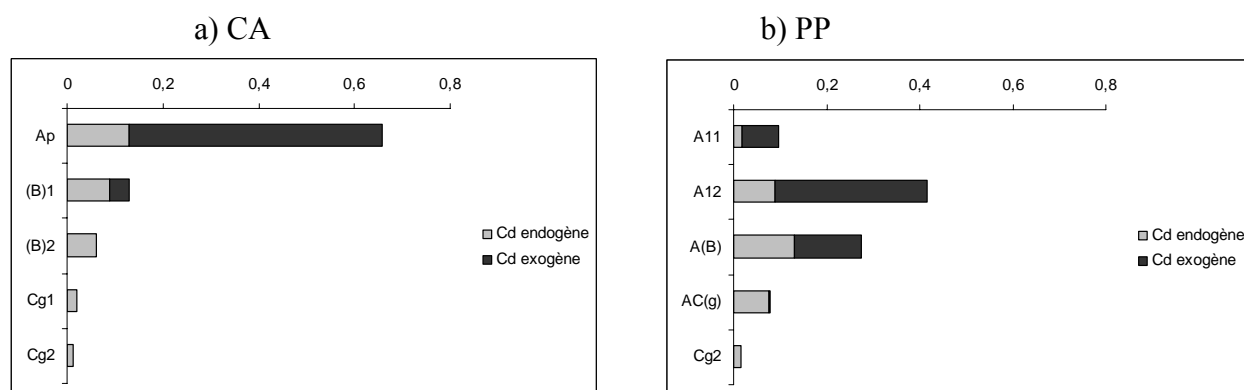 a) CA
0 0,2 0,4 0,6 0,8
Ap
(B)1
(B)2
Cg1
Cg2
Cd endogène
Cd exogène
b) PP
0 0,2 0,4 0,6 0,8
A11
A12
A(B)
AC(g)
Cg2
Cd endogène
Cd exogène